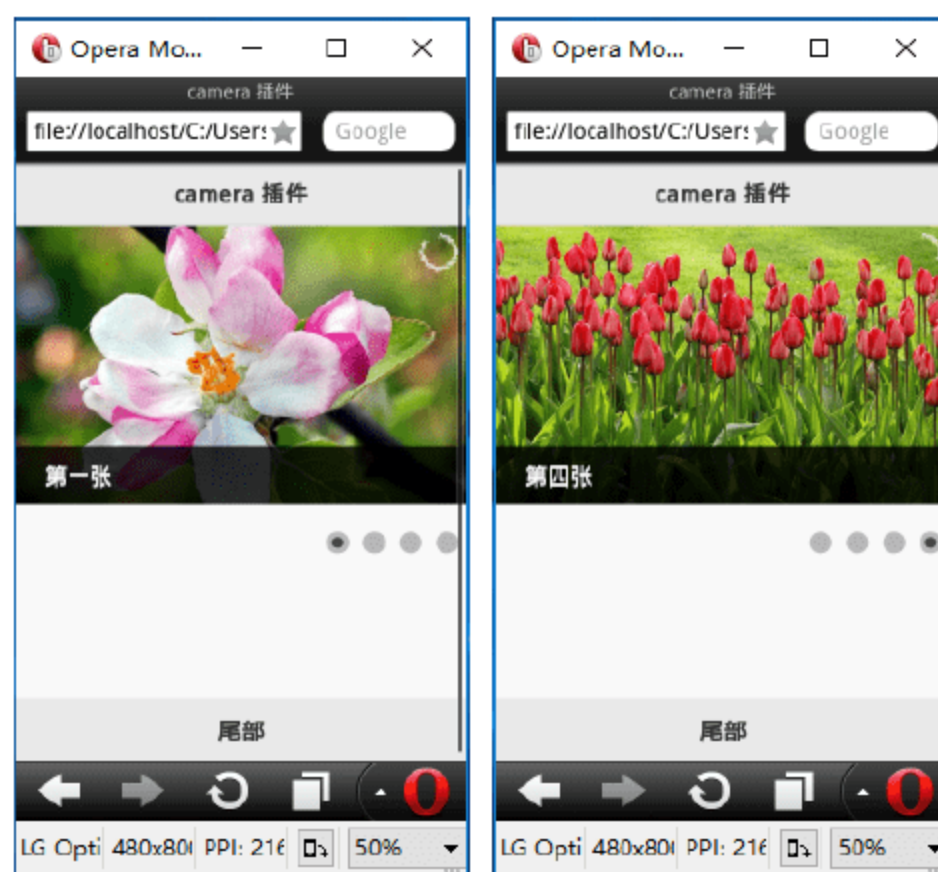 Opera Mo...
camera 插件
file://localhost/C:/Users
Google
camera 插件
第一张
尾部
LG Opti 480x80 PPI: 216 50%
Opera Mo...
camera 插件
file://localhost/C:/Users
Google
camera 插件
第四张
尾部
LG Opti 480x80 PPI: 216 50%